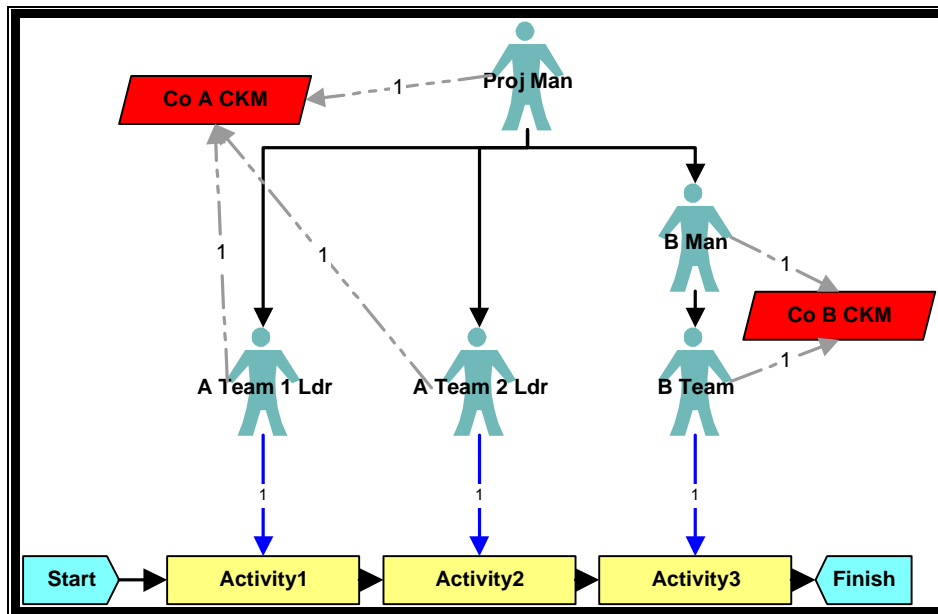 Proj Man
1
Co A CKM
1
1
B Man
1
Co B CKM
1
A Team 1 Ldr
A Team 2 Ldr
B Team
1
1
1
Start
Activity1
Activity2
Activity3
Finish